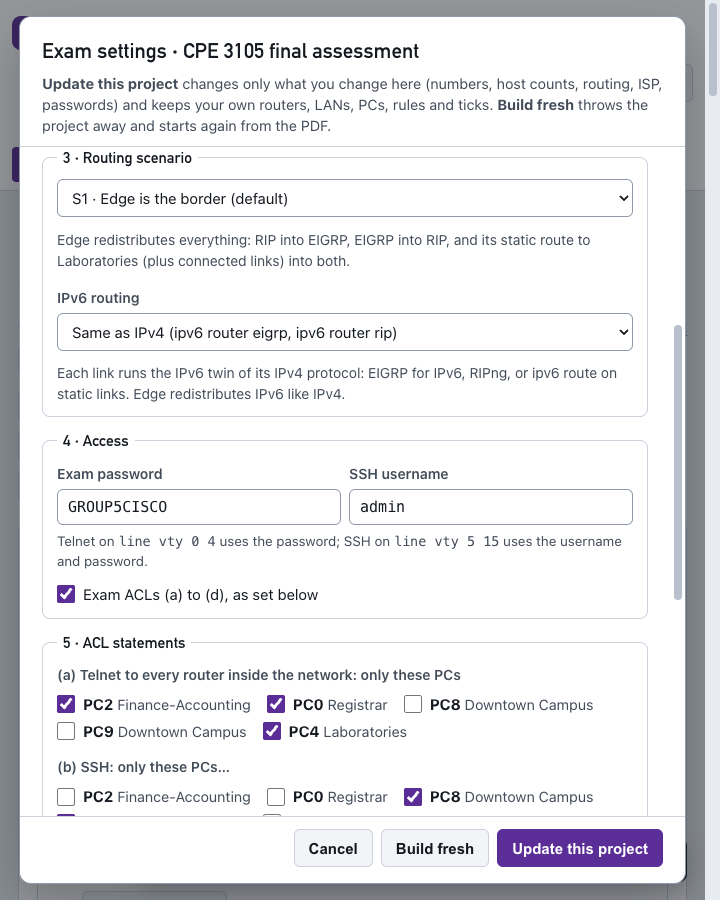 Exam settings · CPE 3105 final assessment
Update this project changes only what you change here (numbers, host counts, routing, ISP,
passwords) and keeps your own routers, LANs, PCs, rules and ticks. Build fresh throws the
project away and starts again from the PDF.
3 · Routing scenario
S1 · Edge is the border (default)
Edge redistributes everything: RIP into EIGRP, EIGRP into RIP, and its static route to
Laboratories (plus connected links) into both.
IPv6 routing
Same as IPv4 (ipv6 router eigrp, ipv6 router rip)
Each link runs the IPv6 twin of its IPv4 protocol: EIGRP for IPv6, RIPng, or ipv6 route on
static links. Edge redistributes IPv6 like IPv4.
4 · Access
Exam password SSH username
GROUP5CISCO admin
Telnet on line vty 0 4 uses the password; SSH on line vty 5 15 uses the username
and password.
Exam ACLs (a) to (d), as set below
5 · ACL statements
(a) Telnet to every router inside the network: only these PCs
PC2 Finance-Accounting PC0 Registrar PC8 Downtown Campus
PC9 Downtown Campus PC4 Laboratories
(b) SSH: only these PCs...
PC2 Finance-Accounting PC0 Registrar PC8 Downtown Campus
Cancel Build fresh Update this project